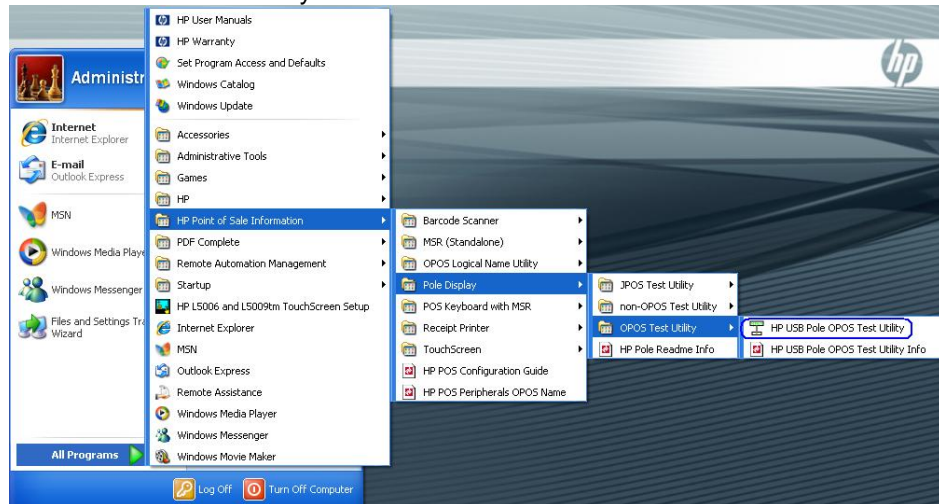 HP User Manuals
HP Warranty
Set Program Access and Defaults
Windows Catalog
Windows Update
Administr
Internet
Internet Explorer
E-mail
Outlook Express
MSN
Windows Media Playe
Windows Messenger
Files and Settings Tra
Wizard
All Programs
Accessories
Administrative Tools
Games
HP
HP Point of Sale Information
PDF Complete
Remote Automation Management
Startup
HP L5006 and L5009tm TouchScreen Setup
Internet Explorer
MSN
Outlook Express
Remote Assistance
Windows Media Player
Windows Messenger
Windows Movie Maker
Barcode Scanner
MSR (Standalone)
OPOS Logical Name Utility
Pole Display
POS Keyboard with MSR
Receipt Printer
TouchScreen
HP POS Configuration Guide
HP POS Peripherals OPOS Name
JPOS Test Utility
non-OPOS Test Utility
OPOS Test Utility
HP Pole Readme Info
HP USB Pole OPOS Test Utility
HP USB Pole OPOS Test Utility Info
Log Off
Turn Off Computer
hp